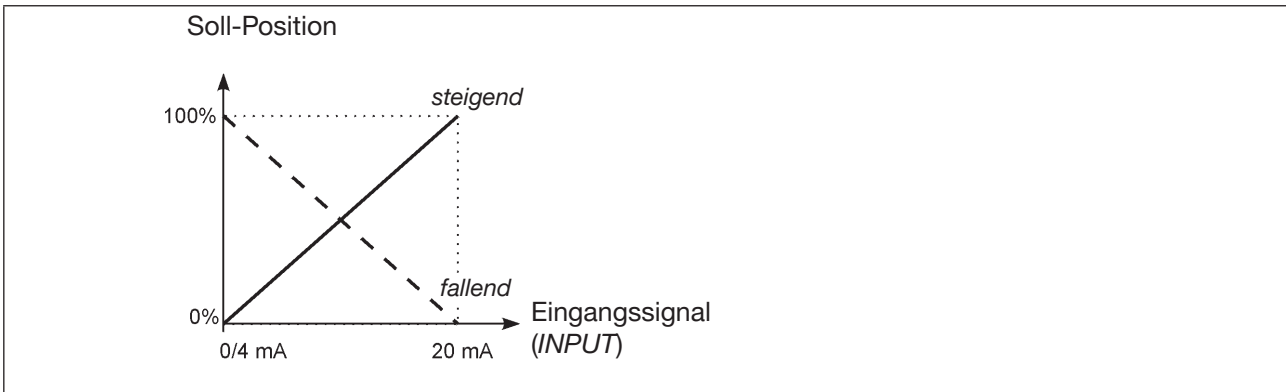 Soll-Position
steigend
100%
fallend
0%
Eingangssignal
(INPUT)
0/4 mA
20 mA